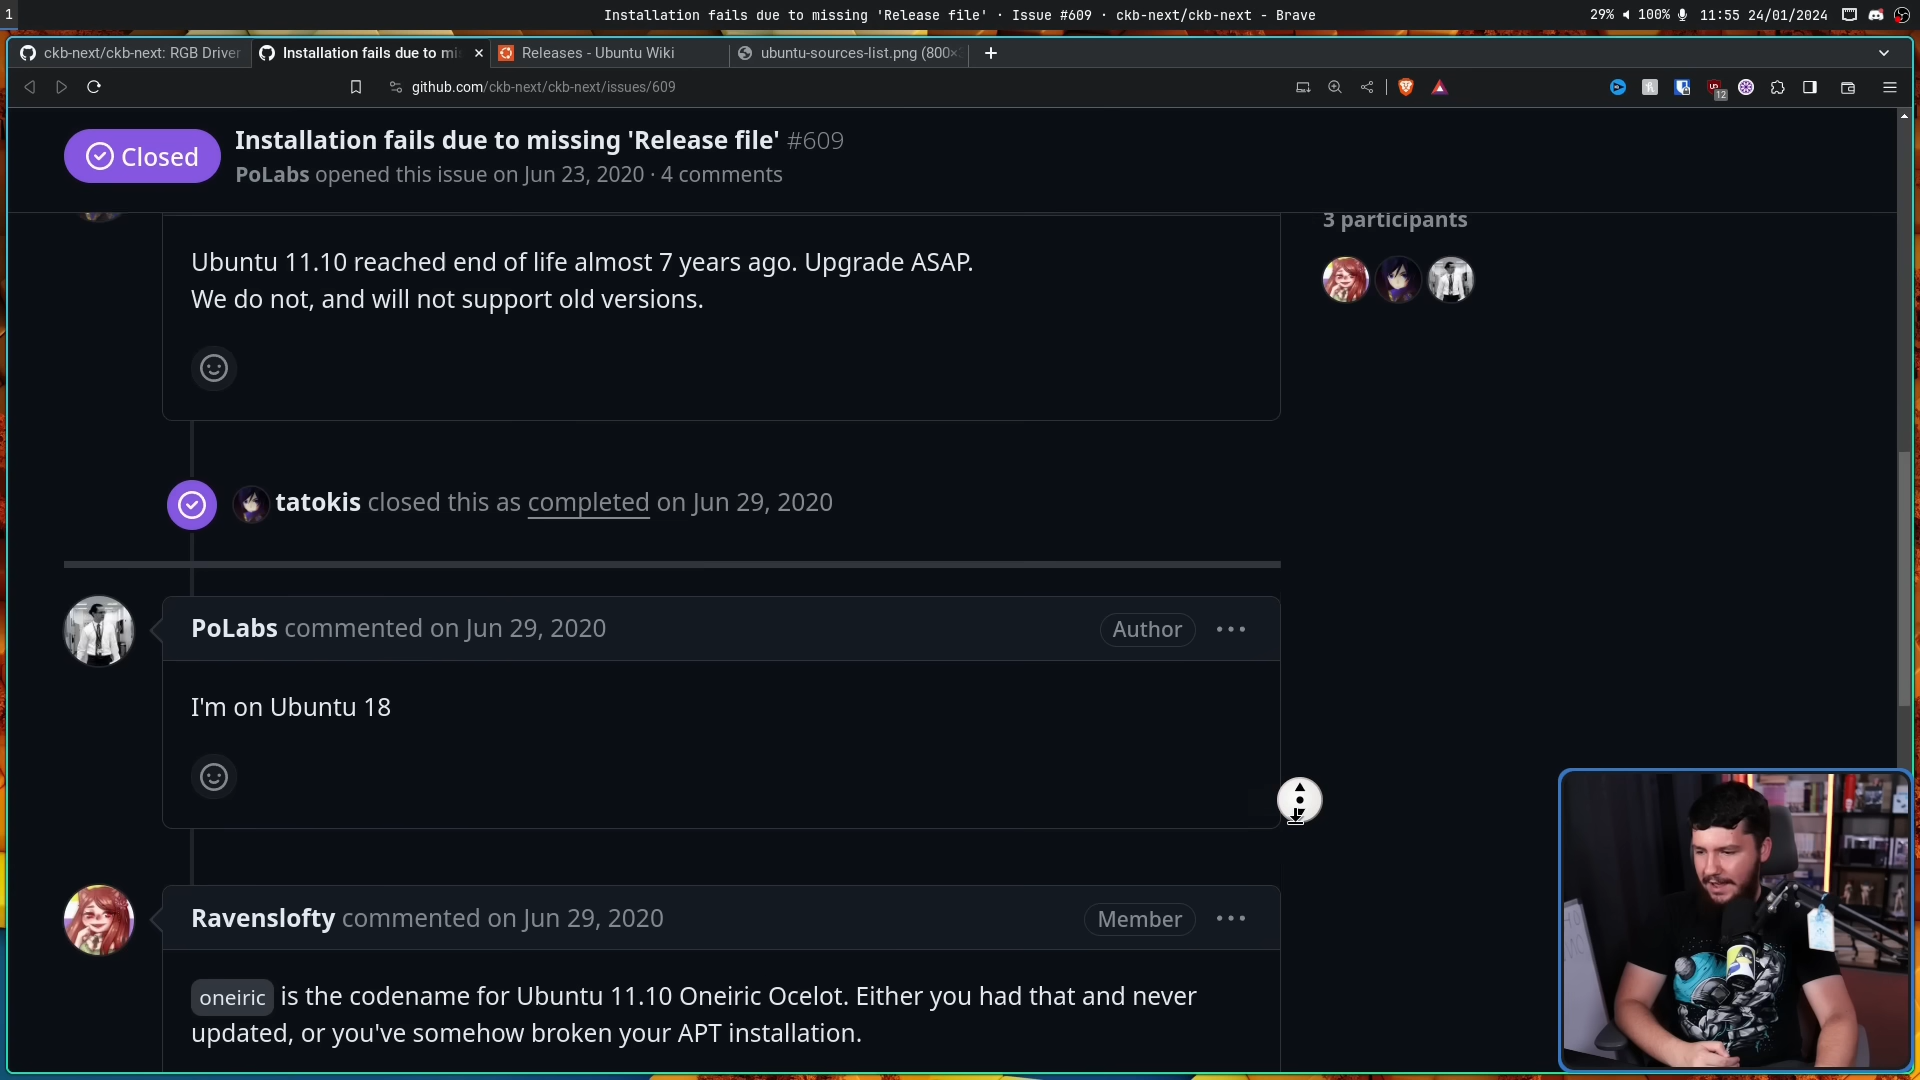 1
Installation fails due to missing 'Release file' · Issue #609 · ckb-next/ckb-next - Brave
29% 100% 11:55 24/01/2024
ckb-next/ckb-next: RGB Driver
Installation fails due to mi
Releases - Ubuntu Wiki
ubuntu-sources-list.png (800×
github.com/ckb-next/ckb-next/issues/609
12
Closed
Installation fails due to missing 'Release file' #609
PoLabs opened this issue on Jun 23, 2020 · 4 comments
3 participants
Ubuntu 11.10 reached end of life almost 7 years ago. Upgrade ASAP.
We do not, and will not support old versions.
tatokis closed this as completed on Jun 29, 2020
PoLabs commented on Jun 29, 2020
Author
I'm on Ubuntu 18
Ravenslofty commented on Jun 29, 2020
Member
oneiric is the codename for Ubuntu 11.10 Oneiric Ocelot. Either you had that and never
updated, or you've somehow broken your APT installation.